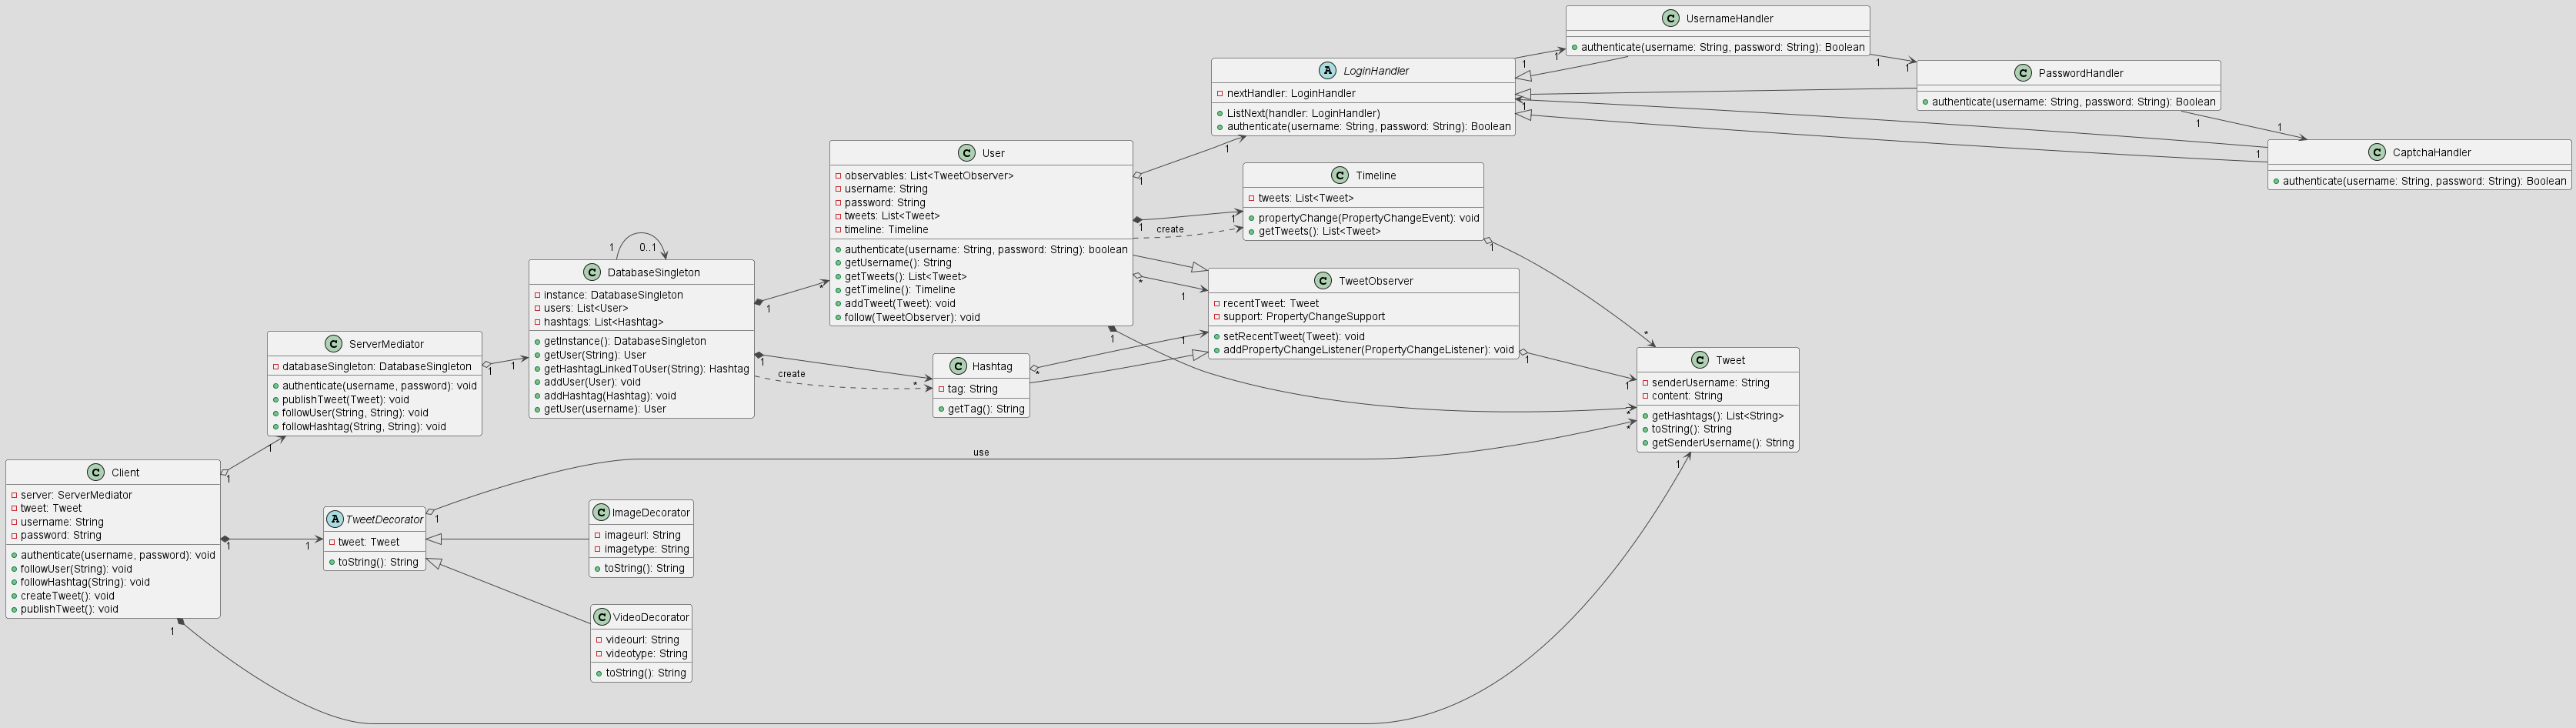 C UsernameHandler
authenticate(username: String, password: String): Boolean
C PasswordHandler
authenticate(username: String, password: String): Boolean
C CaptchaHandler
authenticate(username: String, password: String): Boolean
A LoginHandler
nextHandler: LoginHandler
ListNext(handler: LoginHandler)
authenticate(username: String, password: String): Boolean
1
1
1
1
1
1
1
1
C User
observables: List<TweetObserver>
username: String
password: String
tweets: List<Tweet>
timeline: Timeline
authenticate(username: String, password: String): boolean
getUsername(): String
getTweets(): List<Tweet>
getTimeline(): Timeline
addTweet(Tweet): void
follow(TweetObserver): void
1
1
1
1
create
*
1
1
C Timeline
tweets: List<Tweet>
propertyChange(PropertyChangeEvent): void
getTweets(): List<Tweet>
1
*
C TweetObserver
recentTweet: Tweet
support: PropertyChangeSupport
setRecentTweet(Tweet): void
addPropertyChangeListener(PropertyChangeListener): void
1
1
C DatabaseSingleton
instance: DatabaseSingleton
users: List<User>
hashtags: List<Hashtag>
getInstance(): DatabaseSingleton
getUser(String): User
getHashtagLinkedToUser(String): Hashtag
addUser(User): void
addHashtag(Hashtag): void
getUser(username): User
1
0..1
1
*
1
create
*
C Hashtag
tag: String
getTag(): String
*
1
C Tweet
senderUsername: String
content: String
getHashtags(): List<String>
toString(): String
getSenderUsername(): String
*
*
1
C ServerMediator
databaseSingleton: DatabaseSingleton
authenticate(username, password): void
publishTweet(Tweet): void
followUser(String, String): void
followHashtag(String, String): void
1
1
C Client
server: ServerMediator
tweet: Tweet
username: String
password: String
authenticate(username, password): void
followUser(String): void
followHashtag(String): void
createTweet(): void
publishTweet(): void
1
1
1
1
1
A TweetDecorator
tweet: Tweet
toString(): String
1
use
C ImageDecorator
imageurl: String
imagetype: String
toString(): String
C VideoDecorator
videourl: String
videotype: String
toString(): String